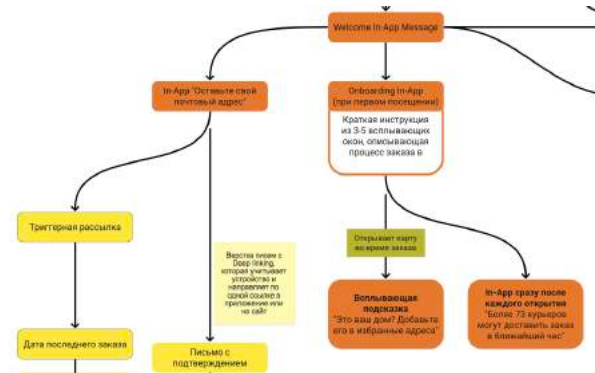 Welcome In-App Message
In-App "Оставьте свой
почтовый адрес"
Onboarding In-App
(при первом посещении)
Краткая инструкция
из 3-5 всплывающих
окон, описывающая
процесс заказа в
Триггерная рассылка
Верстка писем с
Deep linking,
которая учитывает
устройство и
направляет по
одной ссылке в
приложение или
на сайт
Открывает карту
во время заказа
Всплывающая
подсказка
"Это ваш дом? Добавьте
его в избранные адреса"
In-App сразу после
каждого открытия
"Более 73 курьеров
могут доставить заказ
в ближайший час"
Дата последнего заказа
Письмо с
подтверждением